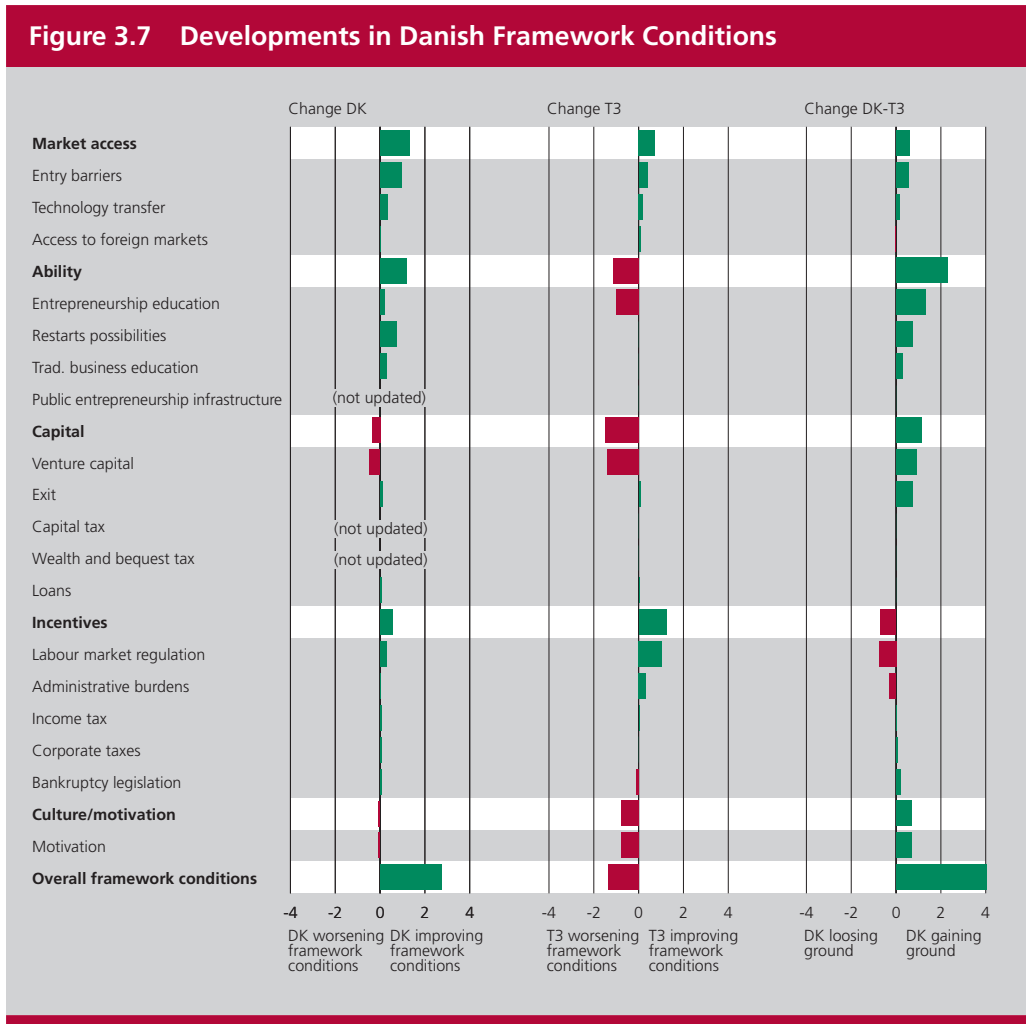 Figure 3.7 Developments in Danish Framework Conditions
Change DK Change T3 Change DK-T3
Market access
Entry barriers
Technology transfer
Access to foreign markets
Ability
Entrepreneurship education
Restarts possibilities
Trad. business education
Public entrepreneurship infrastructure (not updated)
Capital
Venture capital
Exit
Capital tax (not updated)
Wealth and bequest tax (not updated)
Loans
Incentives
Labour market regulation
Administrative burdens
Income tax
Corporate taxes
Bankruptcy legislation
Culture/motivation
Motivation
Overall framework conditions
-4 -2 0 2 4 -4 -2 0 2 4 -4 -2 0 2 4
DK worsening DK improving T3 worsening T3 improving DK loosing DK gaining
framework framework framework framework ground ground
conditions conditions conditions conditions